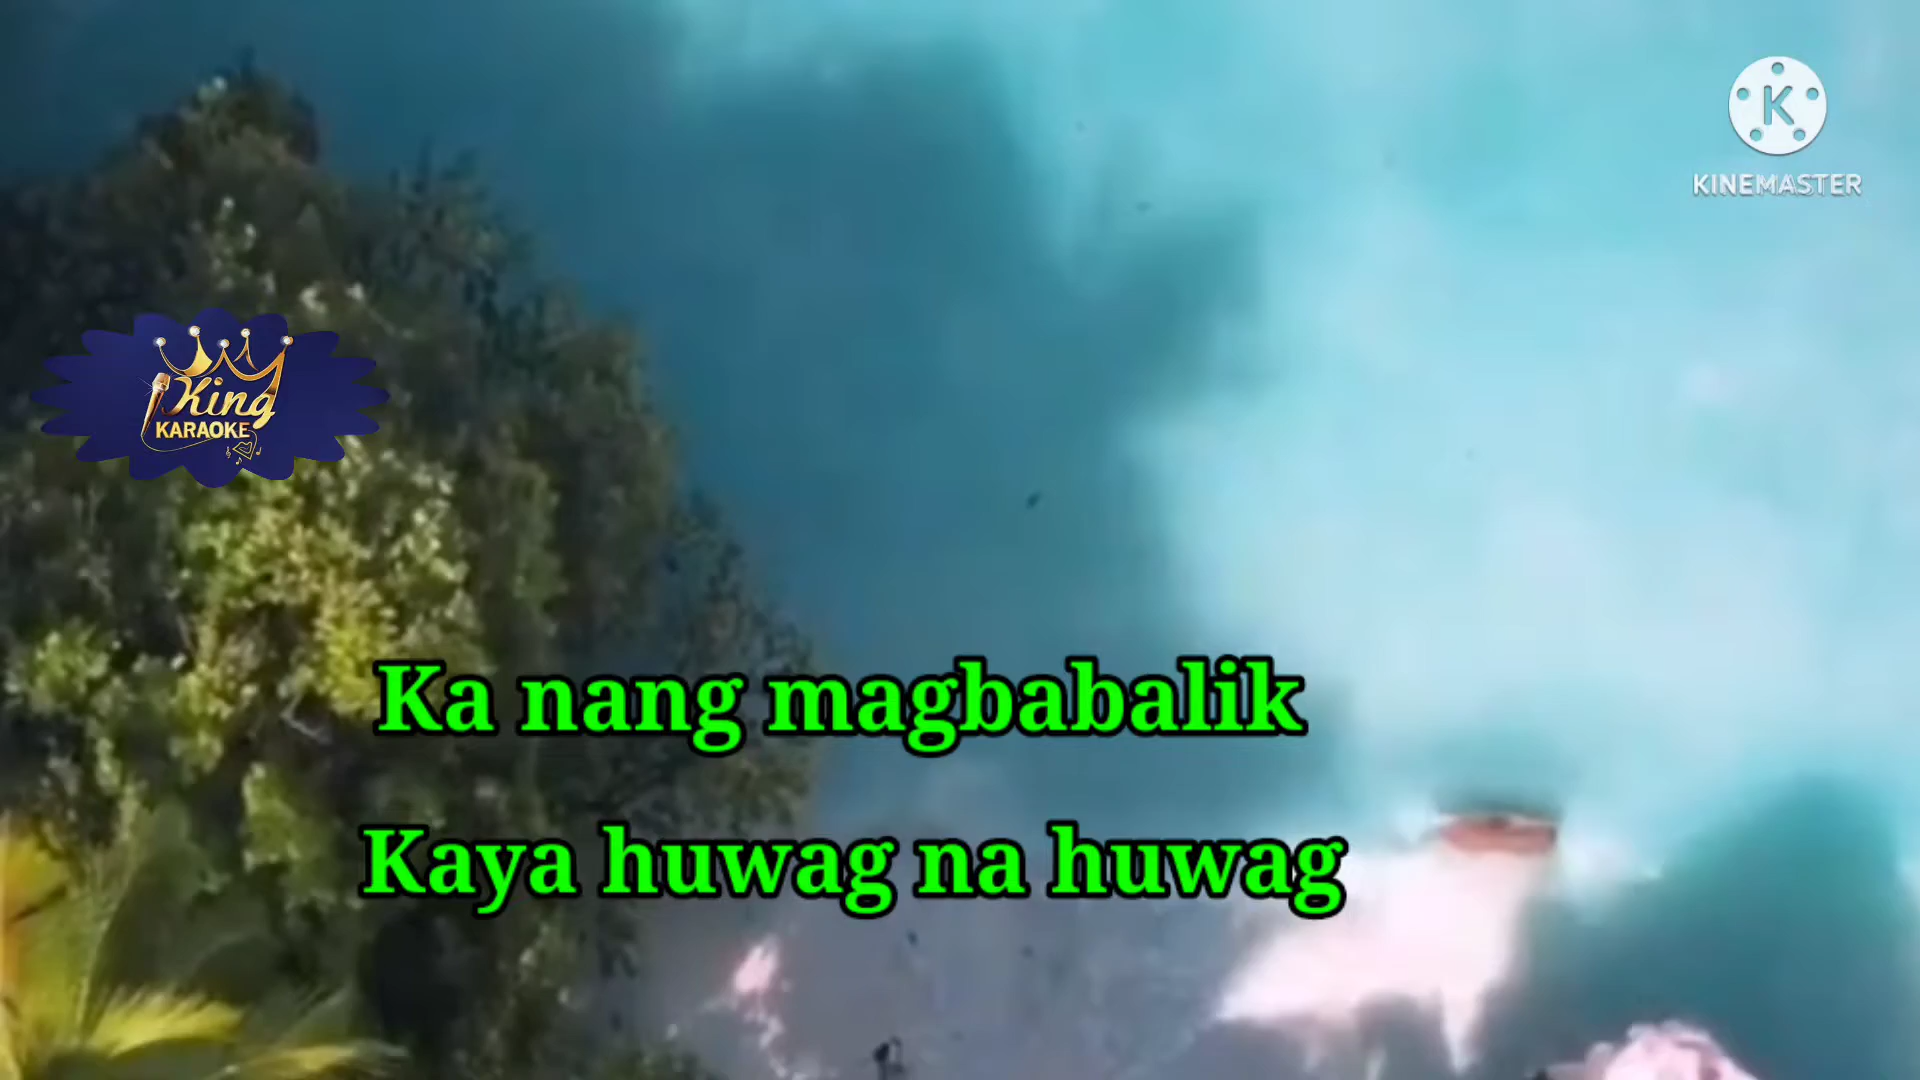 K
KINEMASTER
King
KARAOKE
Ka nang magbabalik
Kaya huwag na huwag